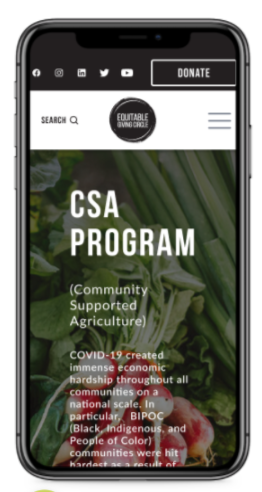 DONATE
SEARCH
EQUITABLE
GIVING CIRCLE
CSA
PROGRAM
(Community
Supported
Agriculture)
COVID-19 created
immense economic
hardship throughout all
communities on a
national scale. In
particular, BIPOC
(Black, Indigenous, and
People of Color)
communities were hit
hardest as a result of